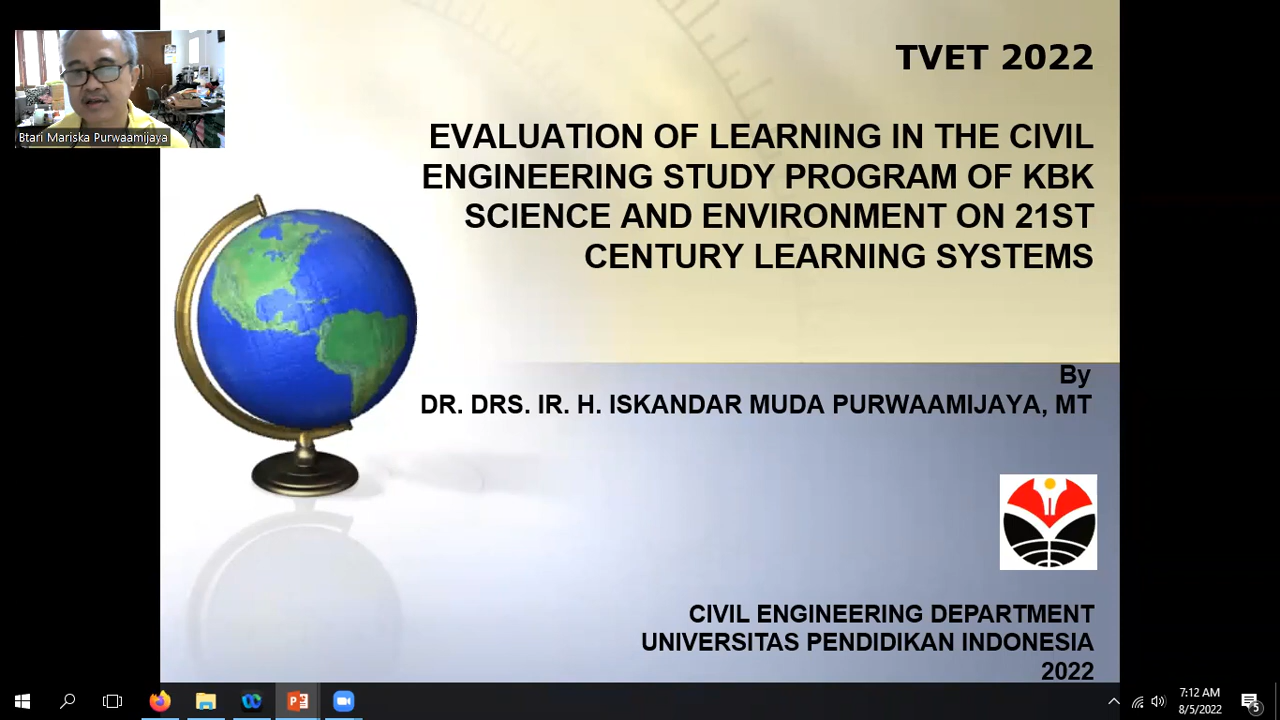 Btari Mariska Purwaamijaya
TVET 2022
EVALUATION OF LEARNING IN THE CIVIL
ENGINEERING STUDY PROGRAM OF KBK
SCIENCE AND ENVIRONMENT ON 21ST
CENTURY LEARNING SYSTEMS
By
DR. DRS. IR. H. ISKANDAR MUDA PURWAAMIJAYA, MT
CIVIL ENGINEERING DEPARTMENT
UNIVERSITAS PENDIDIKAN INDONESIA
2022
7:12 AM
8/5/2022
5